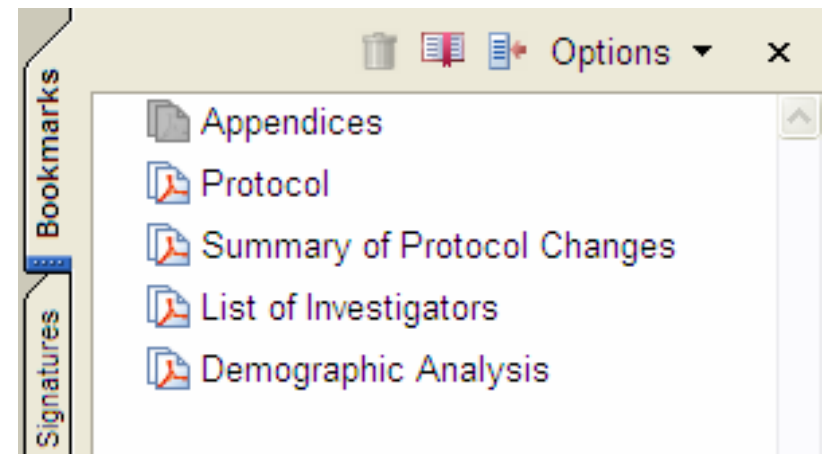 Options
Bookmarks
Appendices
Protocol
Summary of Protocol Changes
List of Investigators
Demographic Analysis
Signatures